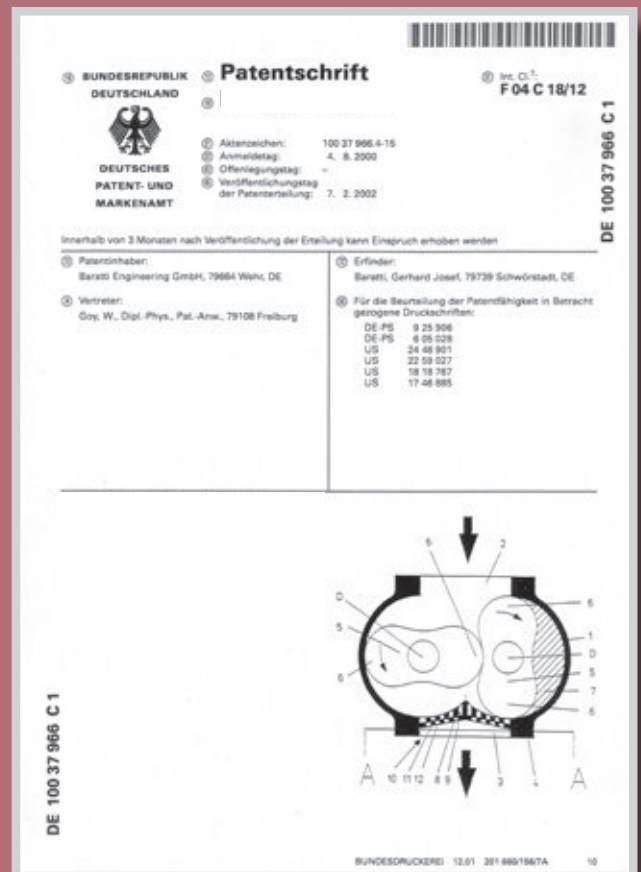 BUNDESREPUBLIK
DEUTSCHLAND
DEUTSCHES
PATENT- UND
MARKENAMT
Patentschrift
Aktenzeichen: 100 37 966.4-15
Anmeldetag: 4. 8. 2000
Offenlegungstag: –
Veröffentlichungstag
der Patenterteilung: 7. 2. 2002
Int. Cl.7:
F 04 C 18/12
DE 100 37 966 C 1
Innerhalb von 3 Monaten nach Veröffentlichung der Erteilung kann Einspruch erhoben werden
Patentinhaber:
Baratti Engineering GmbH, 79664 Wehr, DE
Vertreter:
Goy, W., Dipl.-Phys., Pat.-Anw., 79108 Freiburg
Erfinder:
Baratti, Gerhard Josef, 79739 Schwörstadt, DE
Für die Beurteilung der Patentfähigkeit in Betracht
gezogene Druckschriften:
DE-PS 9 25 906
DE-PS 6 05 028
US 24 48 901
US 22 59 027
US 18 18 767
US 17 46 885
6
2
D
5
6
6
1
D
5
7
6
A
10
11
12
8
9
3
4
A
DE 100 37 966 C 1
BUNDESDRUCKEREI 12.01 201 660/156/7A 10